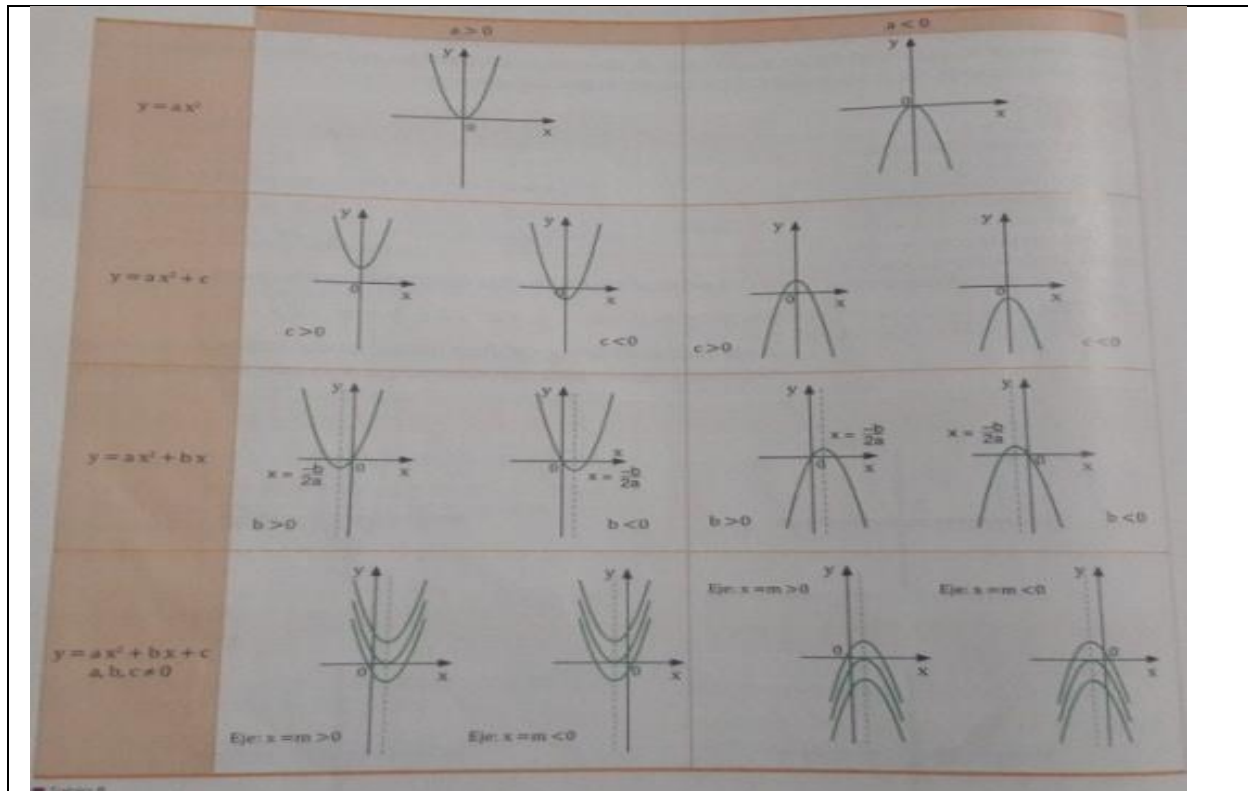 a > 0
a < 0
y = ax²
y
0
x
y
0
x
y = ax² + c
y
0
x
c > 0
y
0
x
c < 0
y
0
x
c > 0
y
0
x
c < 0
y = ax² + bx
y
0
x
x = -b/2a
b > 0
y
0
x
x = -b/2a
b < 0
y
0
x
x = -b/2a
b > 0
y
0
x
x = -b/2a
b < 0
y = ax² + bx + c
a, b, c ≠ 0
y
0
x
Eje: x = m > 0
y
0
x
Eje: x = m < 0
Eje: x = m > 0
y
0
x
Eje: x = m < 0
y
0
x